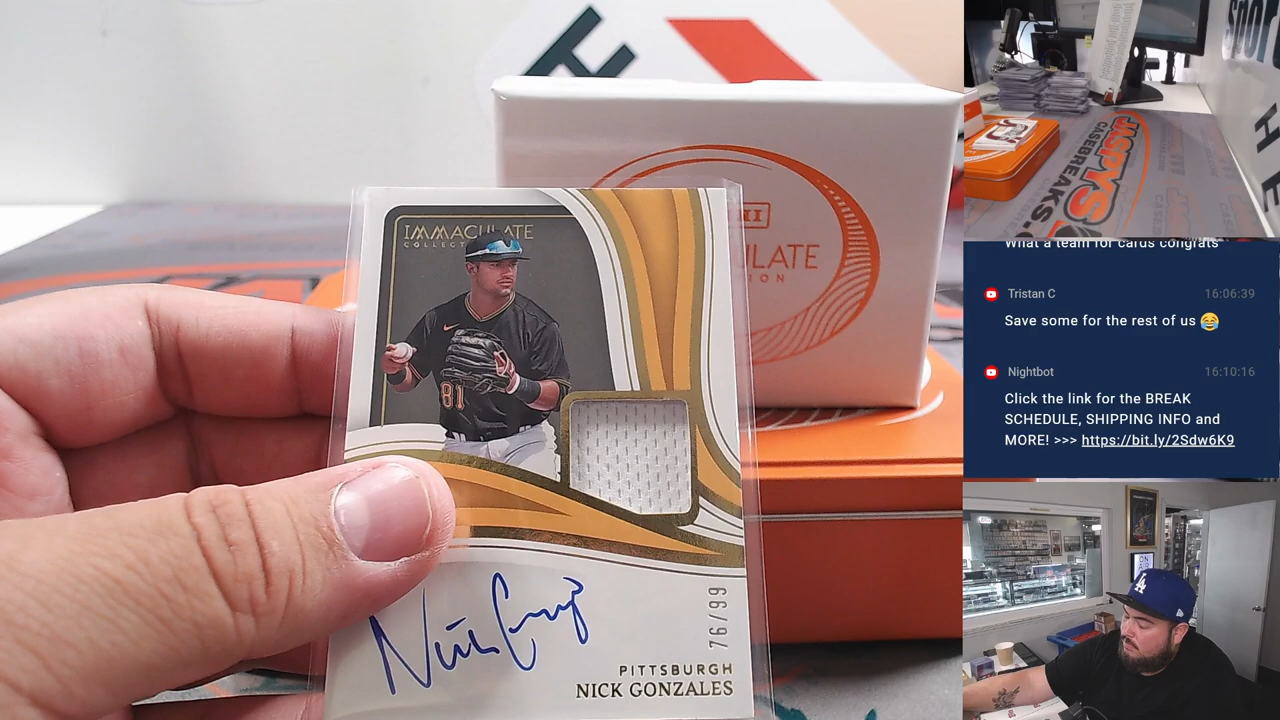 IMMACULATE
81
76/99
PITTSBURGH
NICK GONZALES
JASPYS
CASEBREAKS.
LA
What a team for cards congrats
Tristan C 16:06:39
Save some for the rest of us 😂
Nightbot 16:10:16
Click the link for the BREAK
SCHEDULE, SHIPPING INFO and
MORE! >>> https://bit.ly/2Sdw6K9